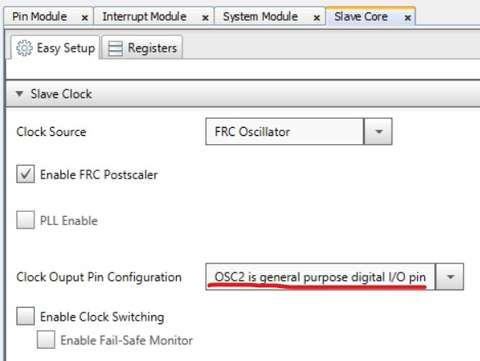 Pin Module x Interrupt Module x System Module x Slave Core x
Easy Setup Registers
Slave Clock
Clock Source FRC Oscillator
Enable FRC Postscaler
PLL Enable
Clock Ouput Pin Configuration OSC2 is general purpose digital I/O pin
Enable Clock Switching
Enable Fail-Safe Monitor